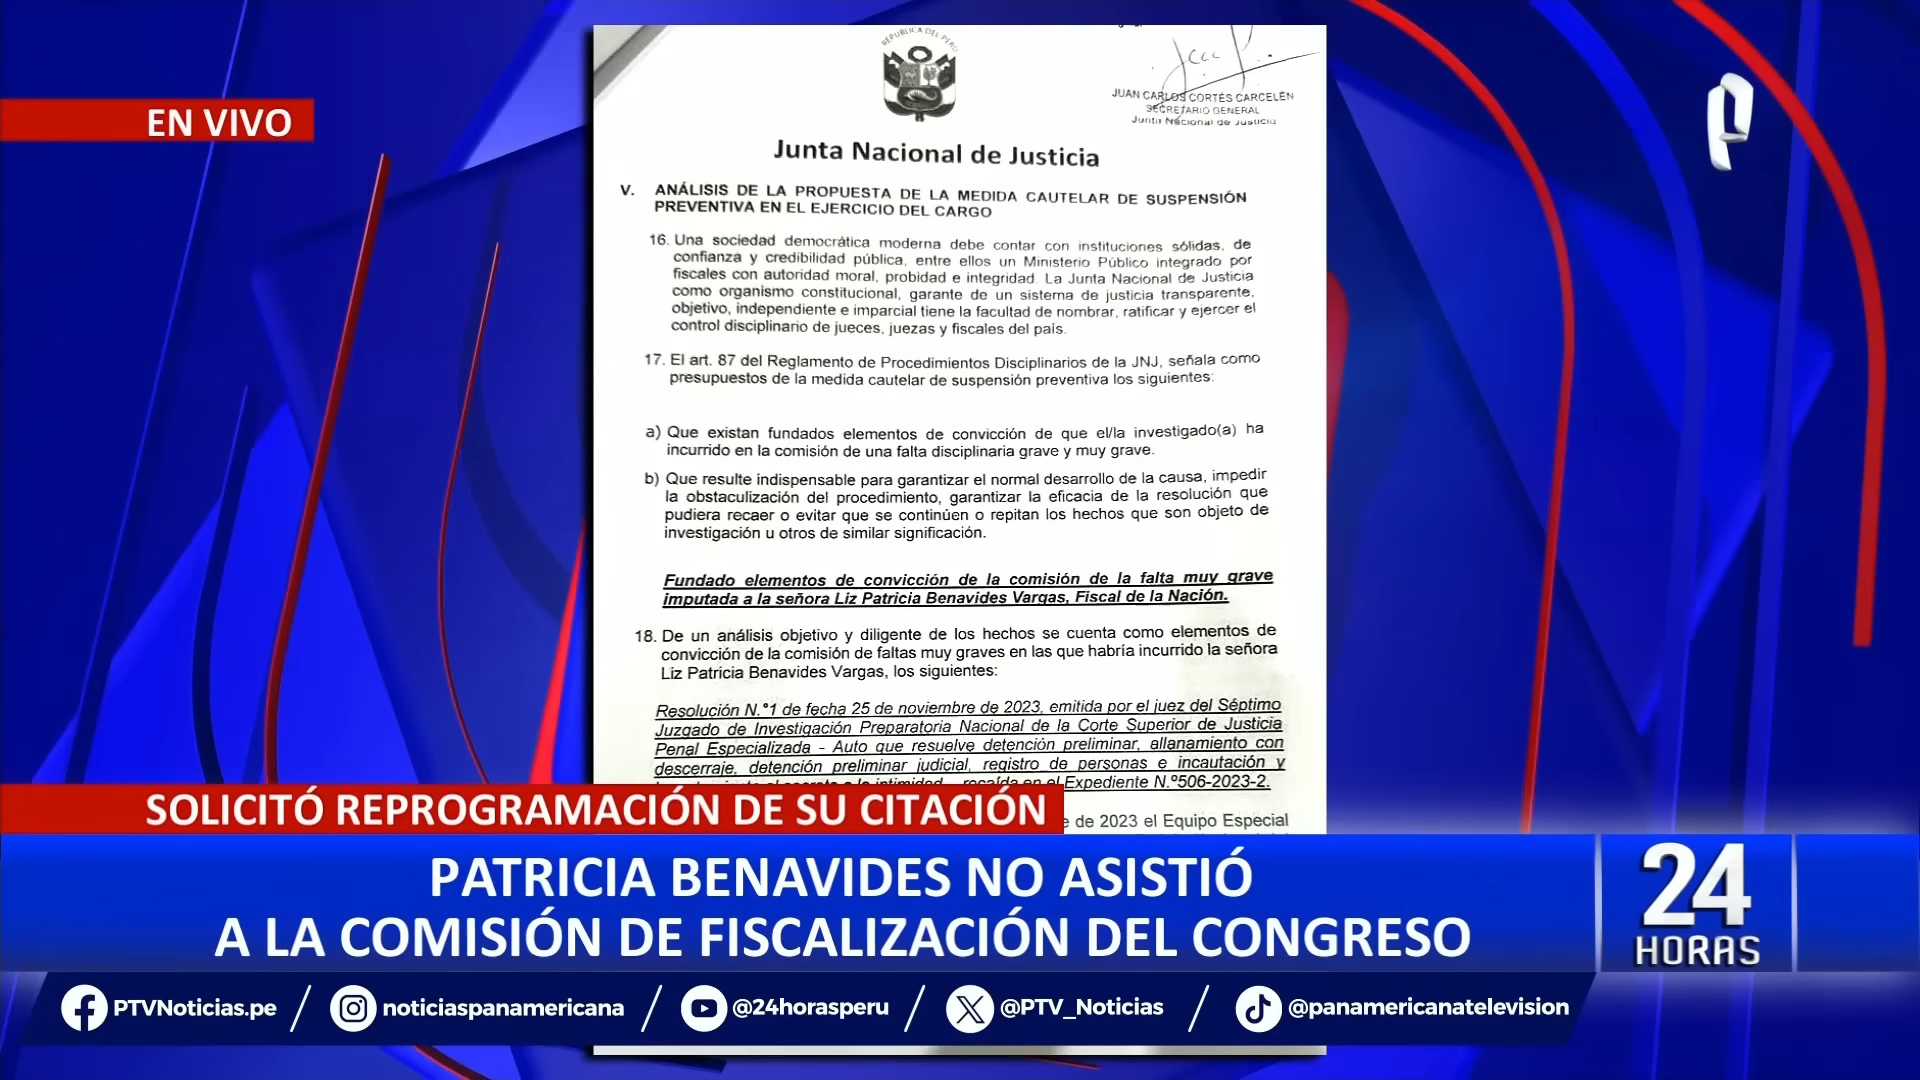 EN VIVO
REPÚBLICA DEL PERÚ
JUAN CARLOS CORTÉS CARCELÉN
SECRETARIO GENERAL
Junta Nacional de Justicia
Junta Nacional de Justicia
V. ANÁLISIS DE LA PROPUESTA DE LA MEDIDA CAUTELAR DE SUSPENSIÓN
PREVENTIVA EN EL EJERCICIO DEL CARGO
16. Una sociedad democrática moderna debe contar con instituciones sólidas, de
confianza y credibilidad pública, entre ellos un Ministerio Público integrado por
fiscales con autoridad moral, probidad e integridad. La Junta Nacional de Justicia
como organismo constitucional, garante de un sistema de justicia transparente,
objetivo, independiente e imparcial tiene la facultad de nombrar, ratificar y ejercer el
control disciplinario de jueces, juezas y fiscales del país.
17. El art. 87 del Reglamento de Procedimientos Disciplinarios de la JNJ, señala como
presupuestos de la medida cautelar de suspensión preventiva los siguientes:
a) Que existan fundados elementos de convicción de que el/la investigado(a) ha
incurrido en la comisión de una falta disciplinaria grave y muy grave.
b) Que resulte indispensable para garantizar el normal desarrollo de la causa, impedir
la obstaculización del procedimiento, garantizar la eficacia de la resolución que
pudiera recaer o evitar que se continúen o repitan los hechos que son objeto de
investigación u otros de similar significación.
Fundado elementos de convicción de la comisión de la falta muy grave
imputada a la señora Liz Patricia Benavides Vargas, Fiscal de la Nación.
18. De un análisis objetivo y diligente de los hechos se cuenta como elementos de
convicción de la comisión de faltas muy graves en las que habría incurrido la señora
Liz Patricia Benavides Vargas, los siguientes:
Resolución N.°1 de fecha 25 de noviembre de 2023, emitida por el juez del Séptimo
Juzgado de Investigación Preparatoria Nacional de la Corte Superior de Justicia
Penal Especializada - Auto que resuelve detención preliminar, allanamiento con
descerraje, detención preliminar judicial, registro de personas e incautación y
Expediente N.º506-2023-2.
de 2023 el Equipo Especial
SOLICITÓ REPROGRAMACIÓN DE SU CITACIÓN
PATRICIA BENAVIDES NO ASISTIÓ
A LA COMISIÓN DE FISCALIZACIÓN DEL CONGRESO
24
HORAS
PTVNoticias.pe / noticiaspanamericana / @24horasperu / @PTV_Noticias / @panamericanatelevision